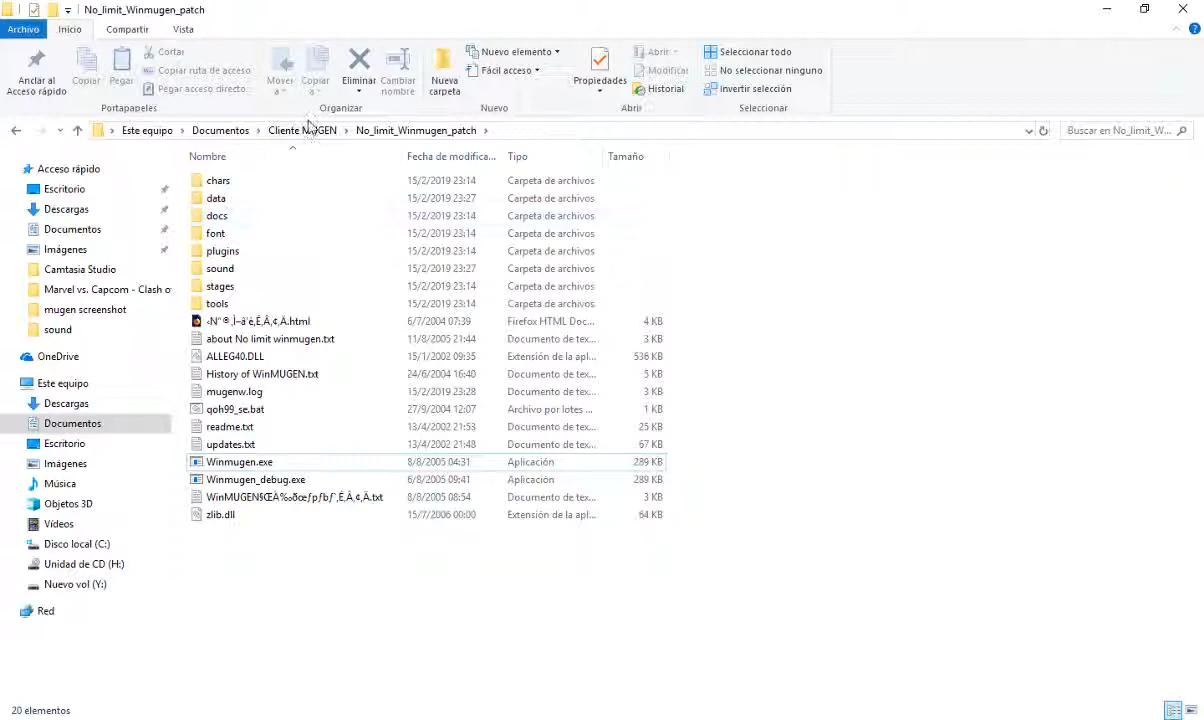 No_limit_Winmugen_patch
Archivo Inicio Compartir Vista
Anclar al Acceso rápido
Copiar
Pegar
Cortar
Copiar ruta de acceso
Pegar acceso directo
Portapapeles
Mover a
Copiar a
Eliminar
Cambiar nombre
Organizar
Nueva carpeta
Nuevo elemento
Fácil acceso
Nuevo
Propiedades
Abrir
Modificar
Historial
Abrir
Seleccionar todo
No seleccionar ninguno
Invertir selección
Seleccionar
Este equipo > Documentos > Cliente MUGEN > No_limit_Winmugen_patch >
Buscar en No_limit_W...
Acceso rápido
Escritorio
Descargas
Documentos
Imágenes
Camtasia Studio
Marvel vs. Capcom - Clash o
mugen screenshot
sound
OneDrive
Este equipo
Descargas
Documentos
Escritorio
Imágenes
Música
Objetos 3D
Vídeos
Disco local (C:)
Unidad de CD (H:)
Nuevo vol (Y:)
Red
Nombre Fecha de modifica... Tipo Tamaño
chars 15/2/2019 23:14 Carpeta de archivos
data 15/2/2019 23:27 Carpeta de archivos
docs 15/2/2019 23:14 Carpeta de archivos
font 15/2/2019 23:14 Carpeta de archivos
plugins 15/2/2019 23:14 Carpeta de archivos
sound 15/2/2019 23:27 Carpeta de archivos
stages 15/2/2019 23:14 Carpeta de archivos
tools 15/2/2019 23:14 Carpeta de archivos
6/7/2004 07:39 Firefox HTML Doc... 4 KB
about No limit winmugen.txt 11/8/2005 21:44 Documento de tex... 3 KB
ALLEG40.DLL 15/1/2002 09:35 Extensión de la apl... 536 KB
History of WinMUGEN.txt 24/6/2004 16:40 Documento de tex... 5 KB
mugenw.log 15/2/2019 23:28 Documento de tex... 3 KB
qoh99_se.bat 27/9/2004 12:07 Archivo por lotes ... 1 KB
readme.txt 13/4/2002 21:53 Documento de tex... 25 KB
updates.txt 13/4/2002 21:48 Documento de tex... 67 KB
Winmugen.exe 8/8/2005 04:31 Aplicación 289 KB
Winmugen_debug.exe 6/8/2005 09:41 Aplicación 289 KB
8/8/2005 08:54 Documento de tex... 3 KB
zlib.dll 15/7/2006 00:00 Extensión de la apl... 64 KB
20 elementos